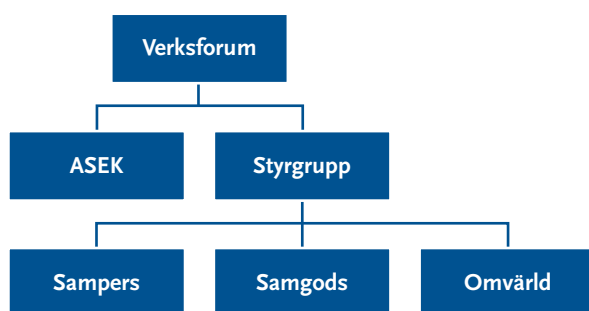 Verksforum
ASEK
Styrgrupp
Sampers
Samgods
Omvärld